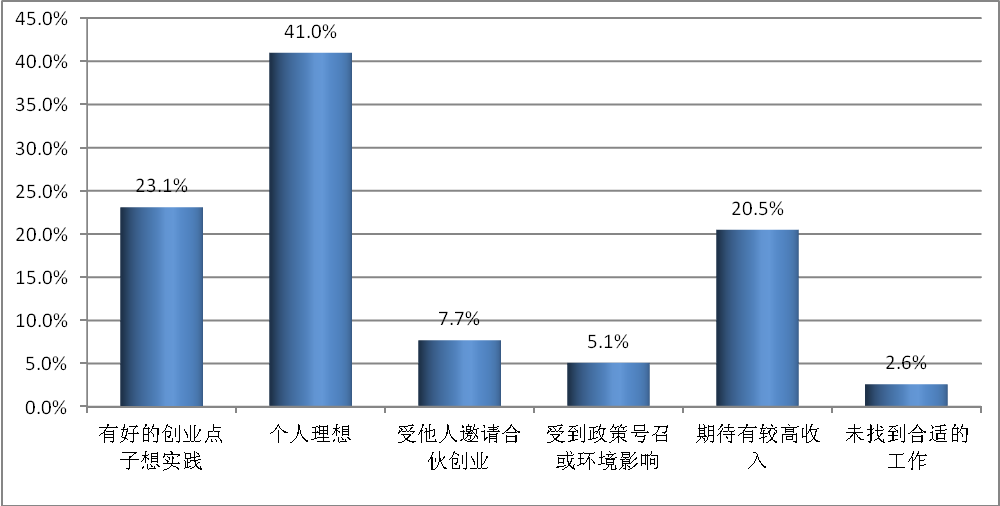 45.0%
40.0%
35.0%
30.0%
25.0%
20.0%
15.0%
10.0%
5.0%
0.0%
23.1%
41.0%
7.7%
5.1%
20.5%
2.6%
有好的创业点
子想实践
个人理想
受他人邀请合
伙创业
受到政策号召
或环境影响
期待有较高收
入
未找到合适的
工作